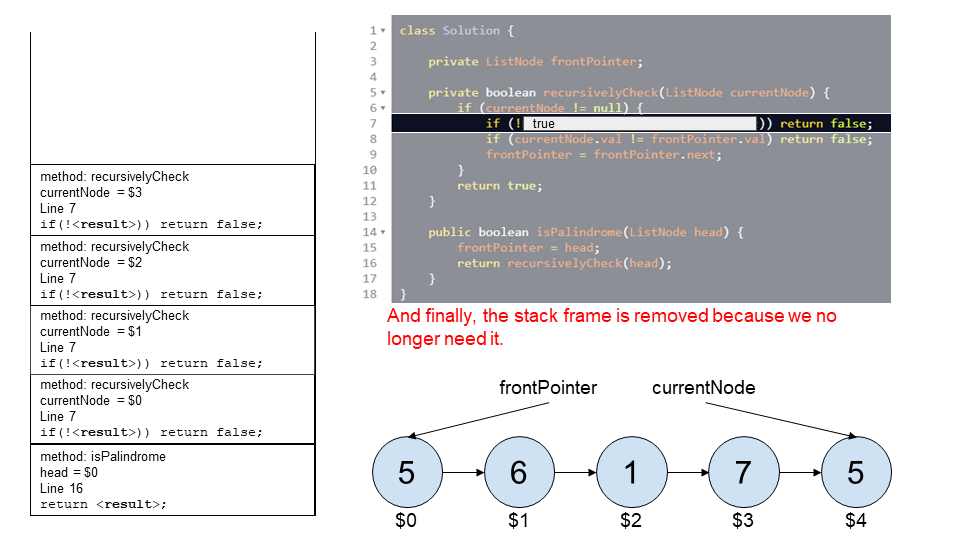 method: recursivelyCheck
currentNode = $3
Line 7
if(!<result>)) return false;
method: recursivelyCheck
currentNode = $2
Line 7
if(!<result>)) return false;
method: recursivelyCheck
currentNode = $1
Line 7
if(!<result>)) return false;
method: recursivelyCheck
currentNode = $0
Line 7
if(!<result>)) return false;
method: isPalindrome
head = $0
Line 16
return <result>;
1 class Solution {
2
3 private ListNode frontPointer;
4
5 private boolean recursivelyCheck(ListNode currentNode) {
6 if (currentNode != null) {
7 if (! true )) return false;
8 if (currentNode.val != frontPointer.val) return false;
9 frontPointer = frontPointer.next;
10 }
11 return true;
12 }
13
14 public boolean isPalindrome(ListNode head) {
15 frontPointer = head;
16 return recursivelyCheck(head);
17 }
18 }
And finally, the stack frame is removed because we no
longer need it.
frontPointer currentNode
5 6 1 7 5
$0 $1 $2 $3 $4